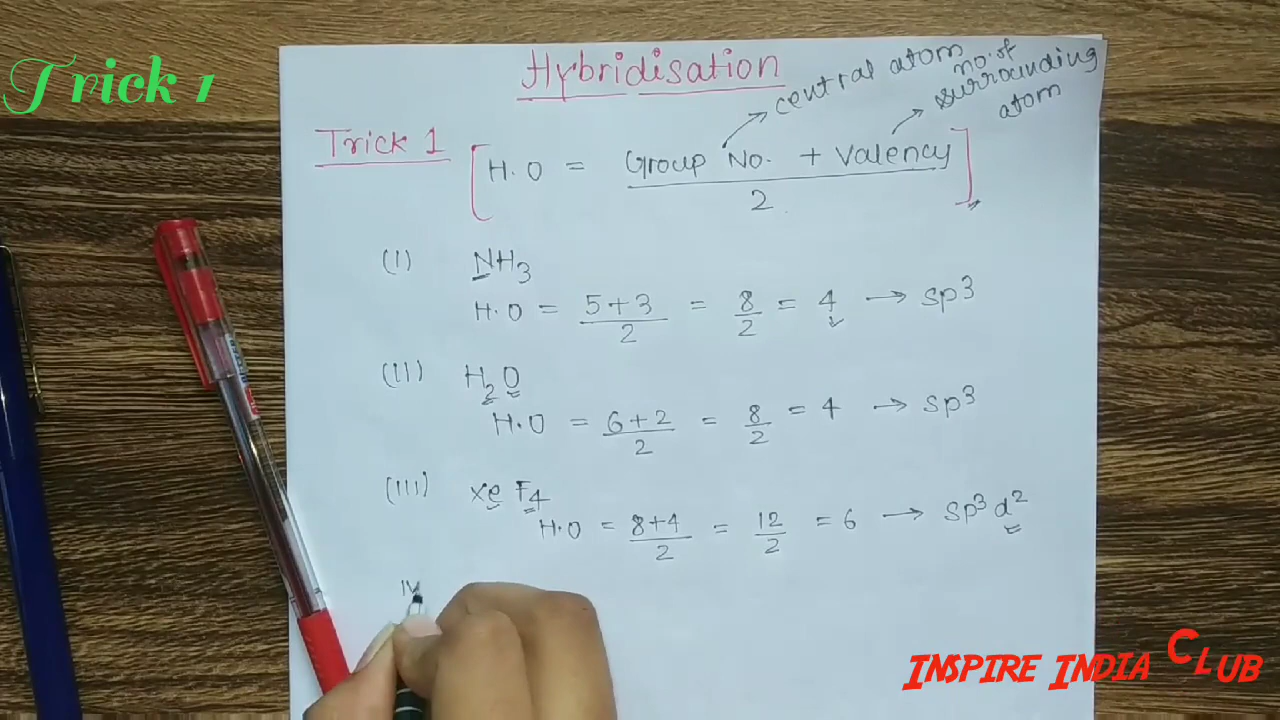 Trick 1
Hybridisation
central atom
no. of
surrounding
atom
Trick 1 [H.O = Group No. + Valency / 2]
(I) NH3
H.O = 5+3/2 = 8/2 = 4 → sp3
(II) H2O
H.O = 6+2/2 = 8/2 = 4 → sp3
(III) XeF4
H.O = 8+4/2 = 12/2 = 6 → sp3d2
IV
INSPIRE INDIA CLUB